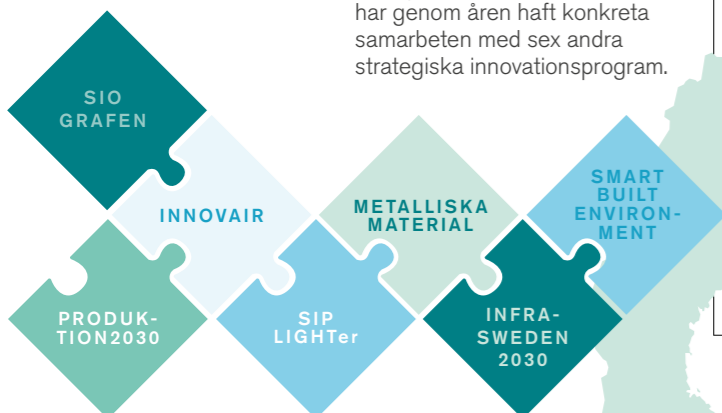 har genom åren haft konkreta
samarbeten med sex andra
strategiska innovationsprogram.
SIO
GRAFEN
INNOVAIR
METALLISKA
MATERIAL
SMART
BUILT
ENVIRON-
MENT
PRODUK-
TION2030
SIP
LIGHTer
INFRA-
SWEDEN
2030